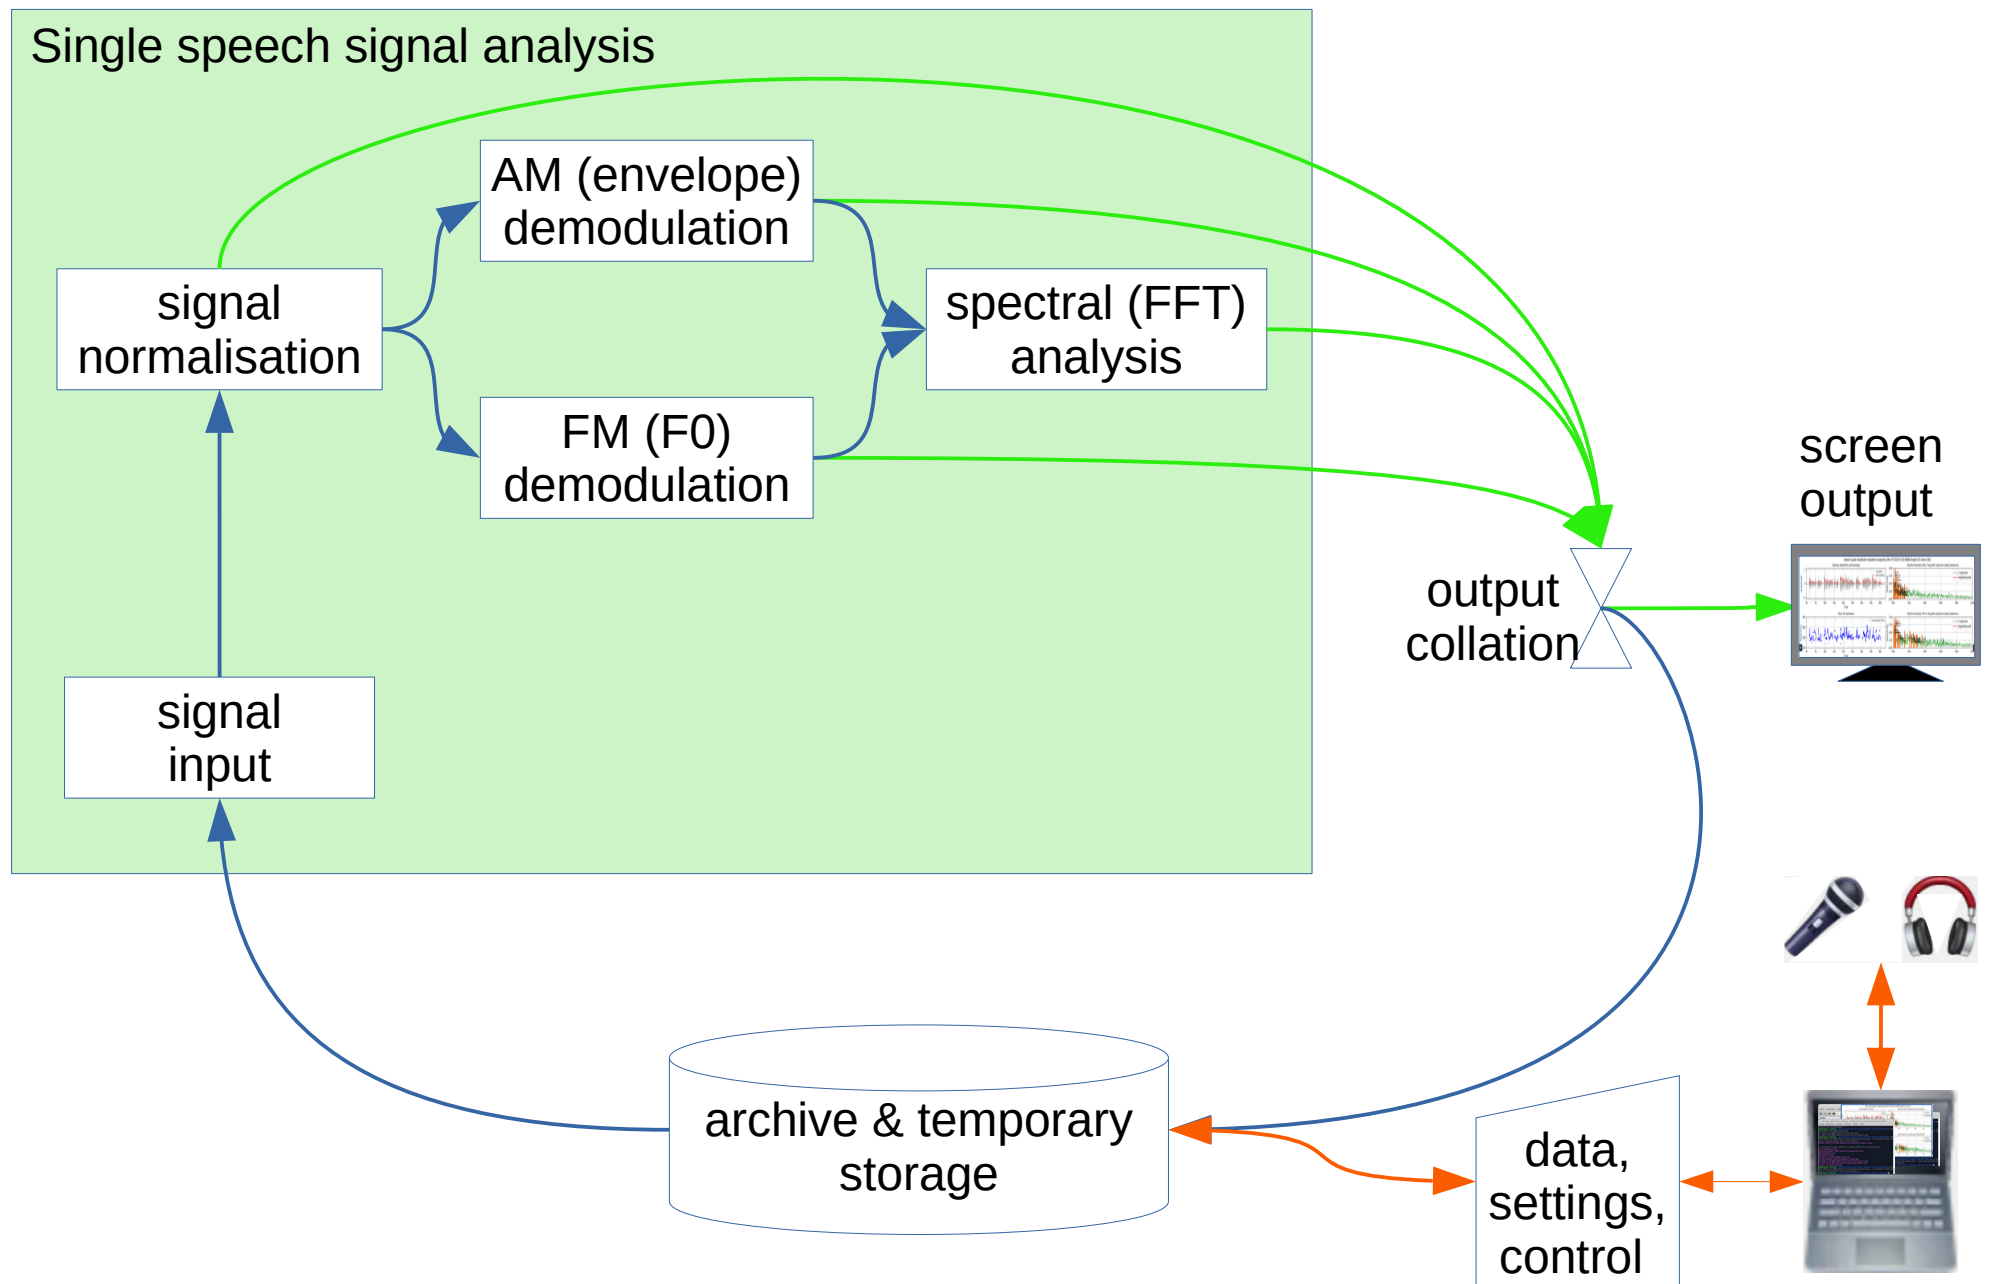 Single speech signal analysis
AM (envelope)
demodulation
signal
normalisation
spectral (FFT)
analysis
FM (F0)
demodulation
screen
output
output
collation
signal
input
archive & temporary
storage
data,
settings,
control